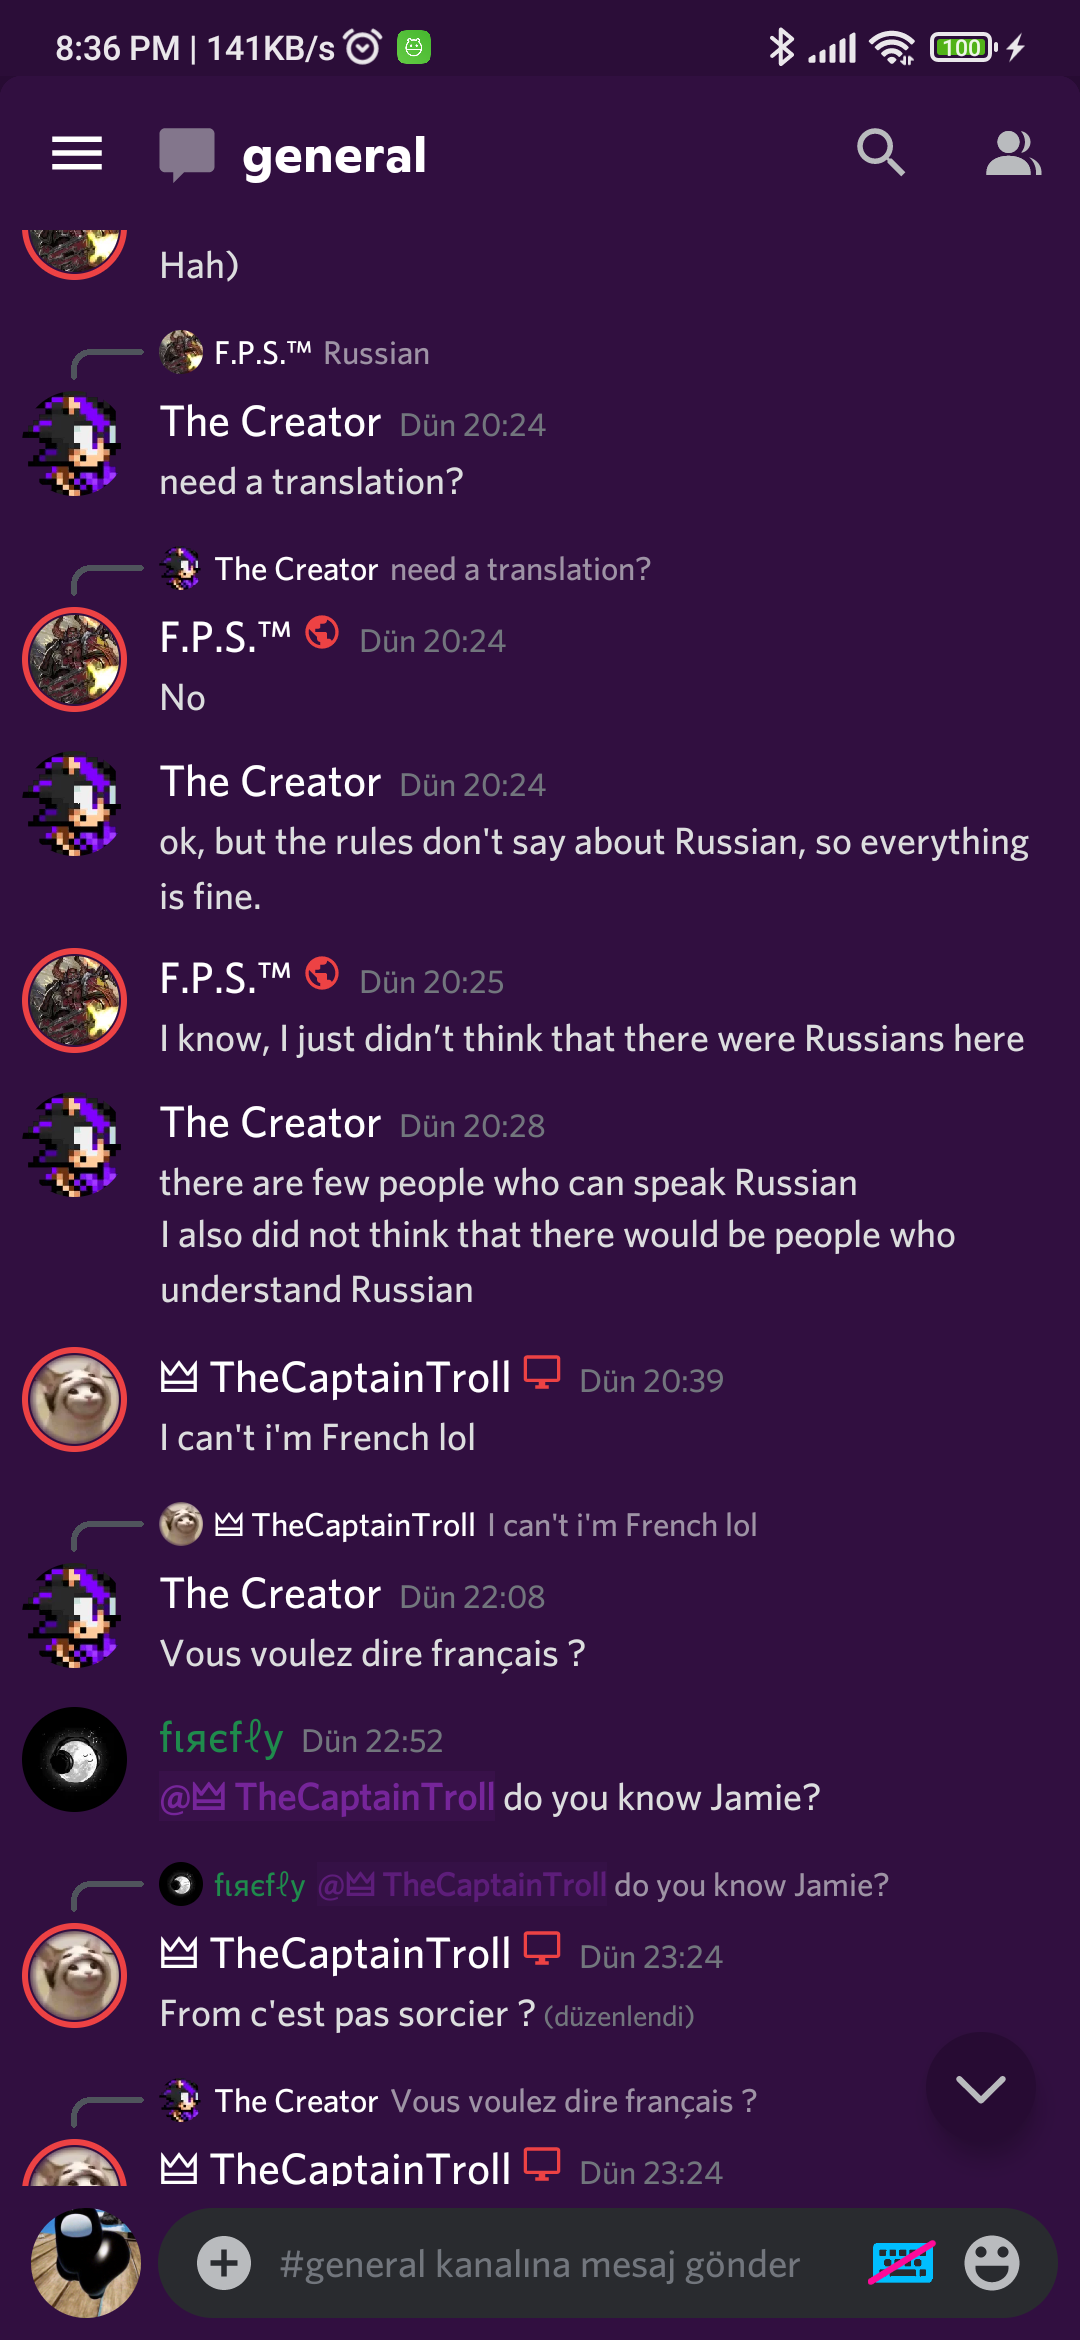 8:36 PM | 141KB/s
100
general
Hah)
F.P.S.™ Russian
The Creator Dün 20:24
need a translation?
The Creator need a translation?
F.P.S.™ Dün 20:24
No
The Creator Dün 20:24
ok, but the rules don't say about Russian, so everything
is fine.
F.P.S.™ Dün 20:25
I know, I just didn’t think that there were Russians here
The Creator Dün 20:28
there are few people who can speak Russian
I also did not think that there would be people who
understand Russian
TheCaptainTroll Dün 20:39
I can't i'm French lol
TheCaptainTroll I can't i'm French lol
The Creator Dün 22:08
Vous voulez dire français ?
fιяєfℓy Dün 22:52
@ TheCaptainTroll do you know Jamie?
fιяєfℓy @ TheCaptainTroll do you know Jamie?
TheCaptainTroll Dün 23:24
From c'est pas sorcier ? (düzenlendi)
The Creator Vous voulez dire français ?
TheCaptainTroll Dün 23:24
#general kanalına mesaj gönder